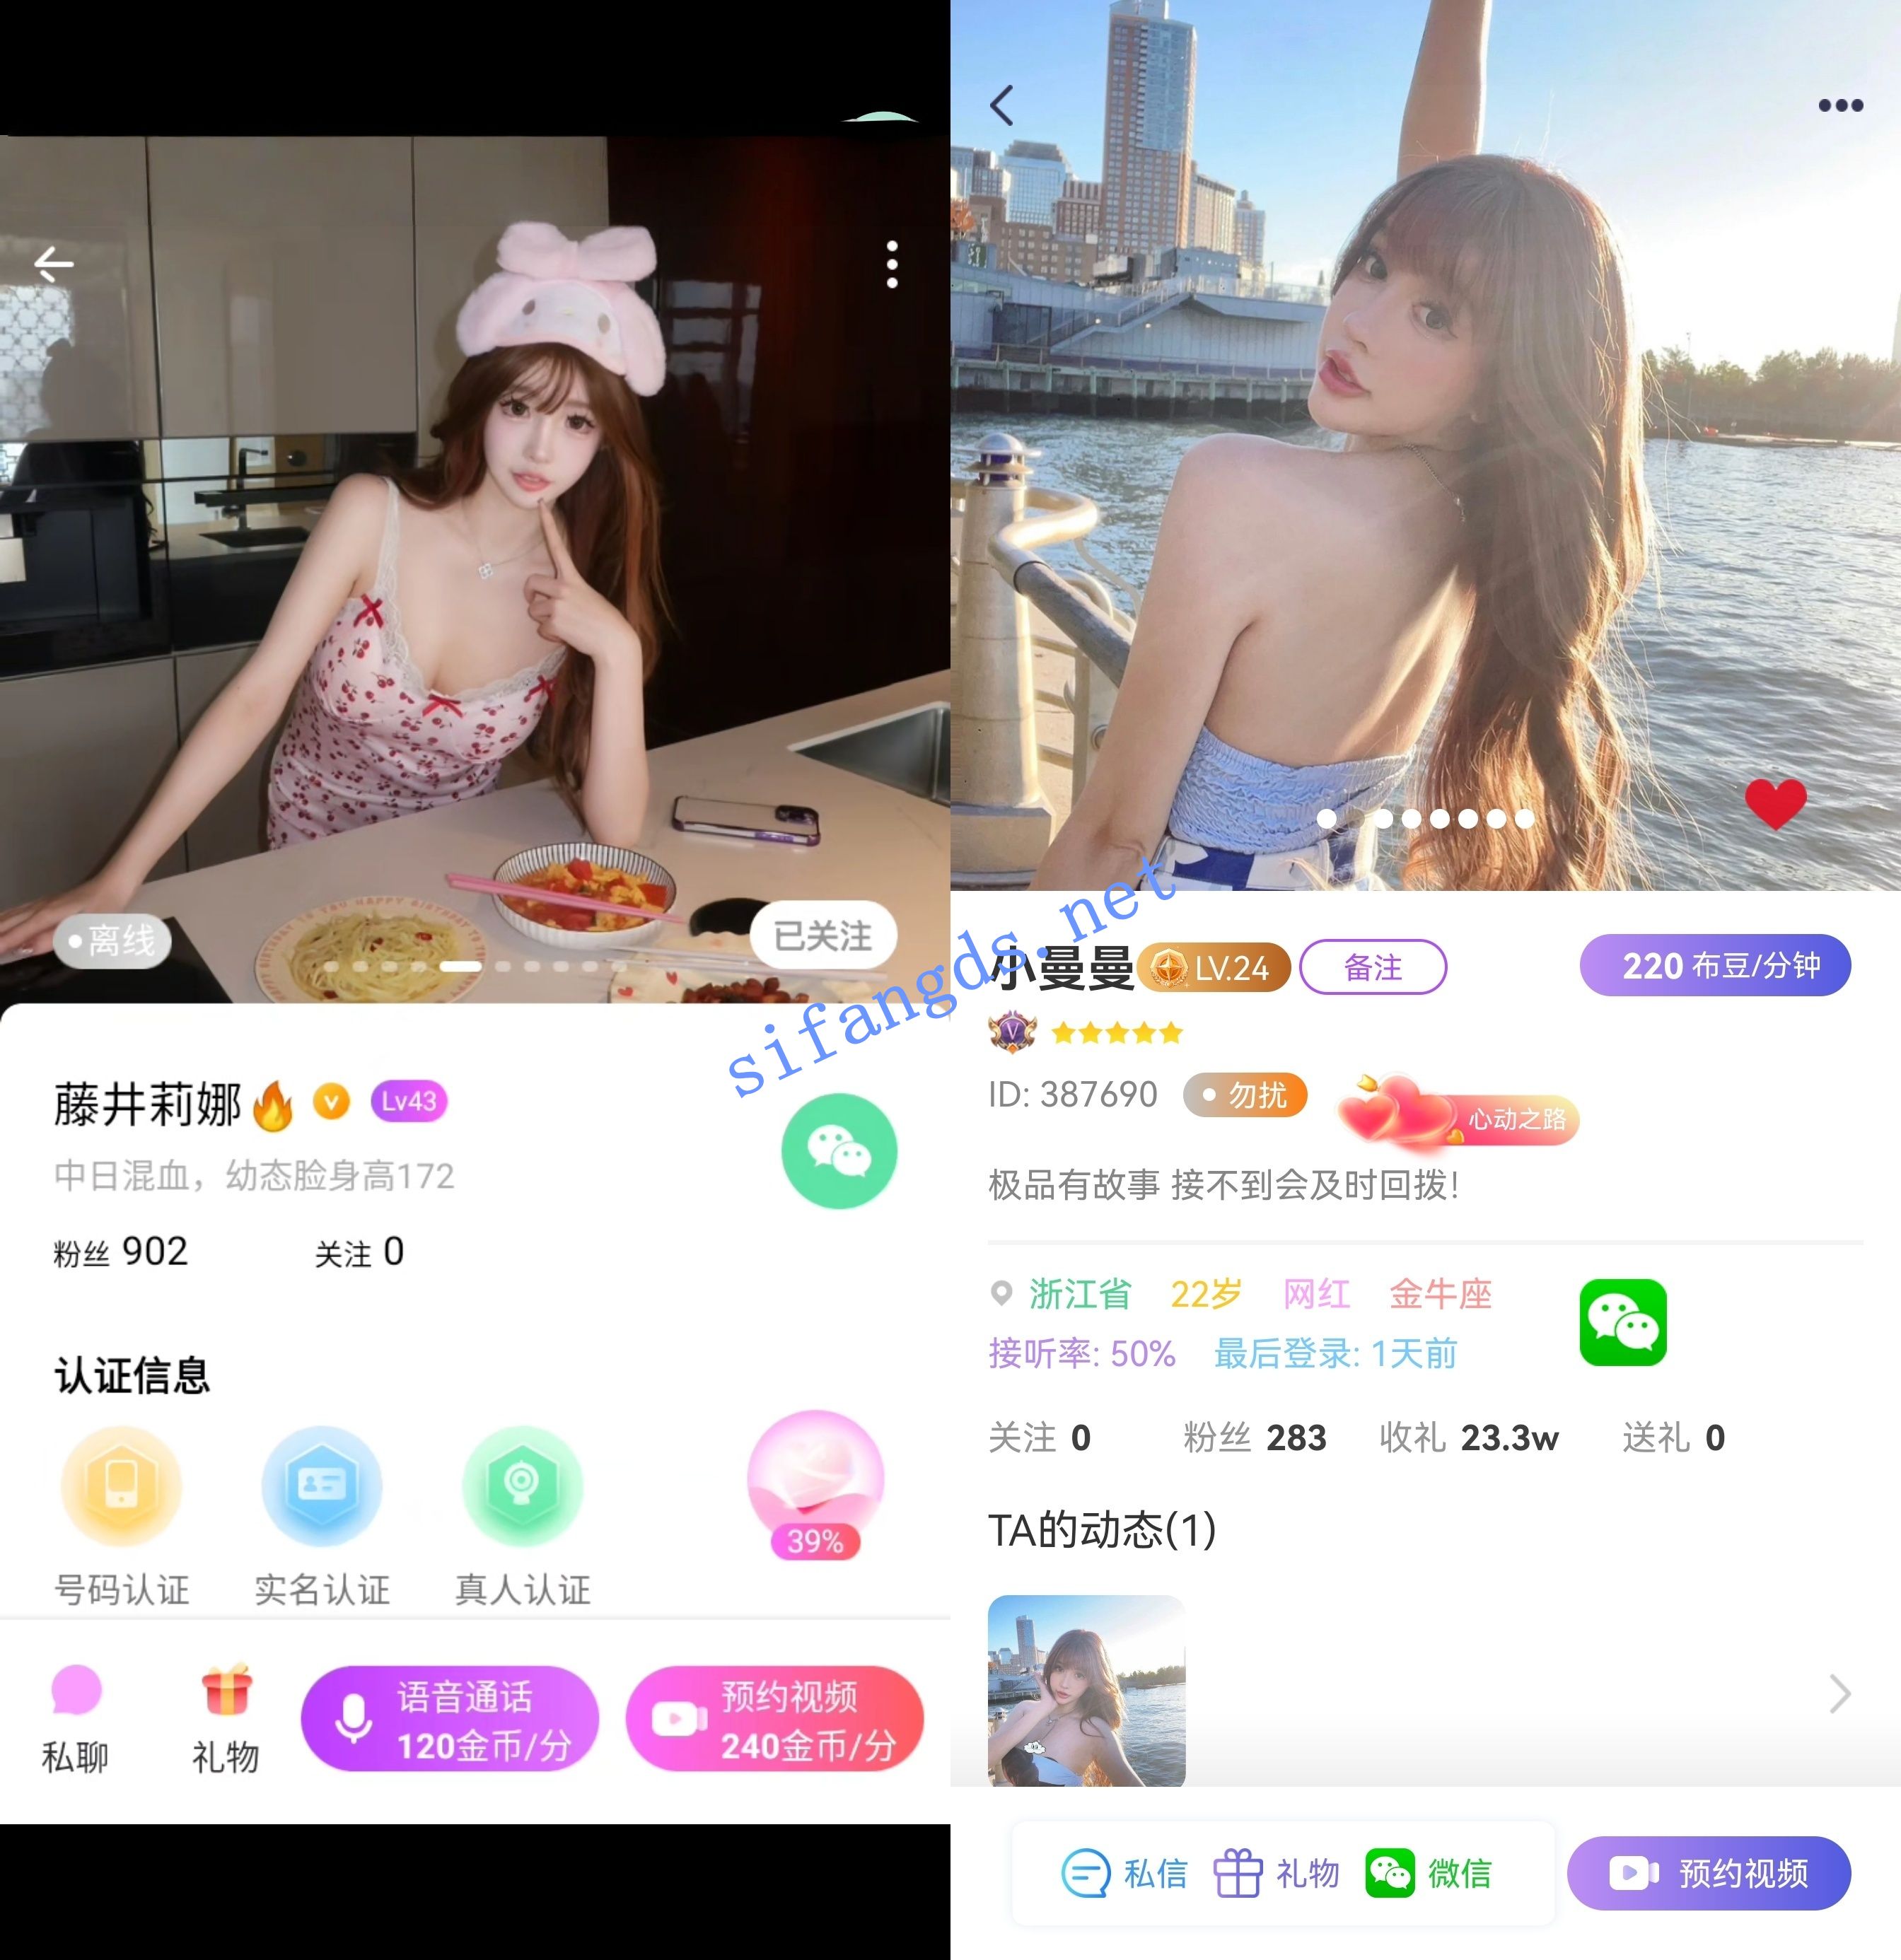 离线
已关注
藤井莉娜
Lv43
中日混血，幼态脸身高172
粉丝 902 关注 0
认证信息
39%
号码认证 实名认证 真人认证
私聊
礼物
语音通话
120金币/分
预约视频
240金币/分
sifangds.net
小曼曼 LV.24 备注 220 布豆/分钟
V
ID: 387690 勿扰 心动之路
极品有故事 接不到会及时回拨!
浙江省 22岁 网红 金牛座
接听率: 50% 最后登录: 1天前
关注 0 粉丝 283 收礼 23.3w 送礼 0
TA的动态(1)
私信 礼物 微信 预约视频